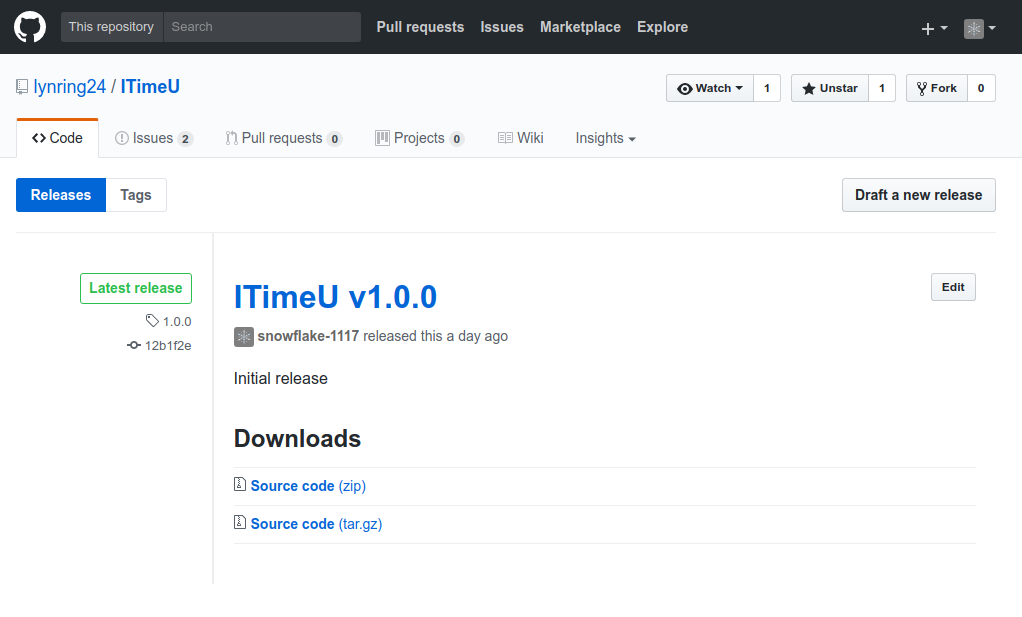 This repository Search Pull requests Issues Marketplace Explore
lynring24 / ITimeU Watch 1 Unstar 1 Fork 0
Code Issues 2 Pull requests 0 Projects 0 Wiki Insights
Releases Tags Draft a new release
Latest release
1.0.0
12b1f2e
ITimeU v1.0.0 Edit
snowflake-1117 released this a day ago
Initial release
Downloads
Source code (zip)
Source code (tar.gz)